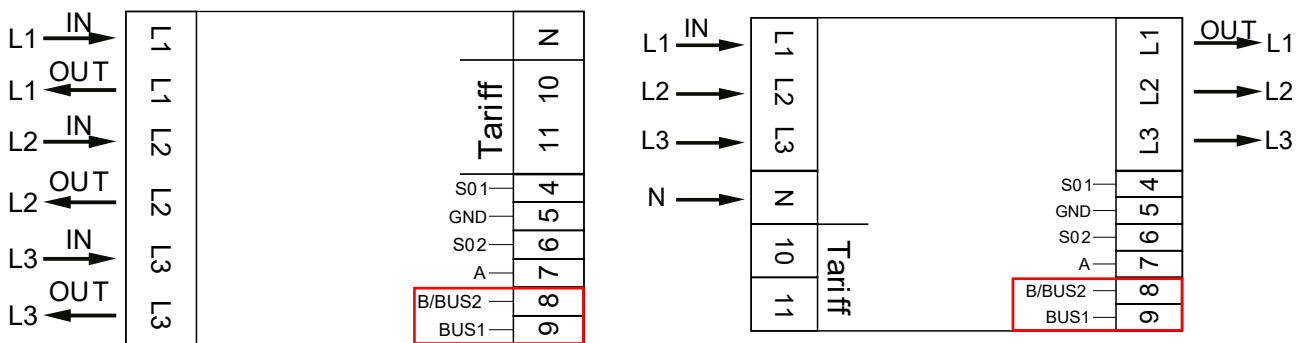 L1 IN L1 N
L1 OUT L1
Tariff 10
L2 IN L2 11
L2 OUT L2
S01 4
GND 5
L3 IN L3
S02 6
A 7
L3 OUT L3
B/BUS2 8
BUS1 9
L1 IN L1 L1 OUT L1
L2 L2 L2 L2
L3 L3 L3 L3
N N
S01 4
GND 5
10 Tariff
S02 6
A 7
11
B/BUS2 8
BUS1 9